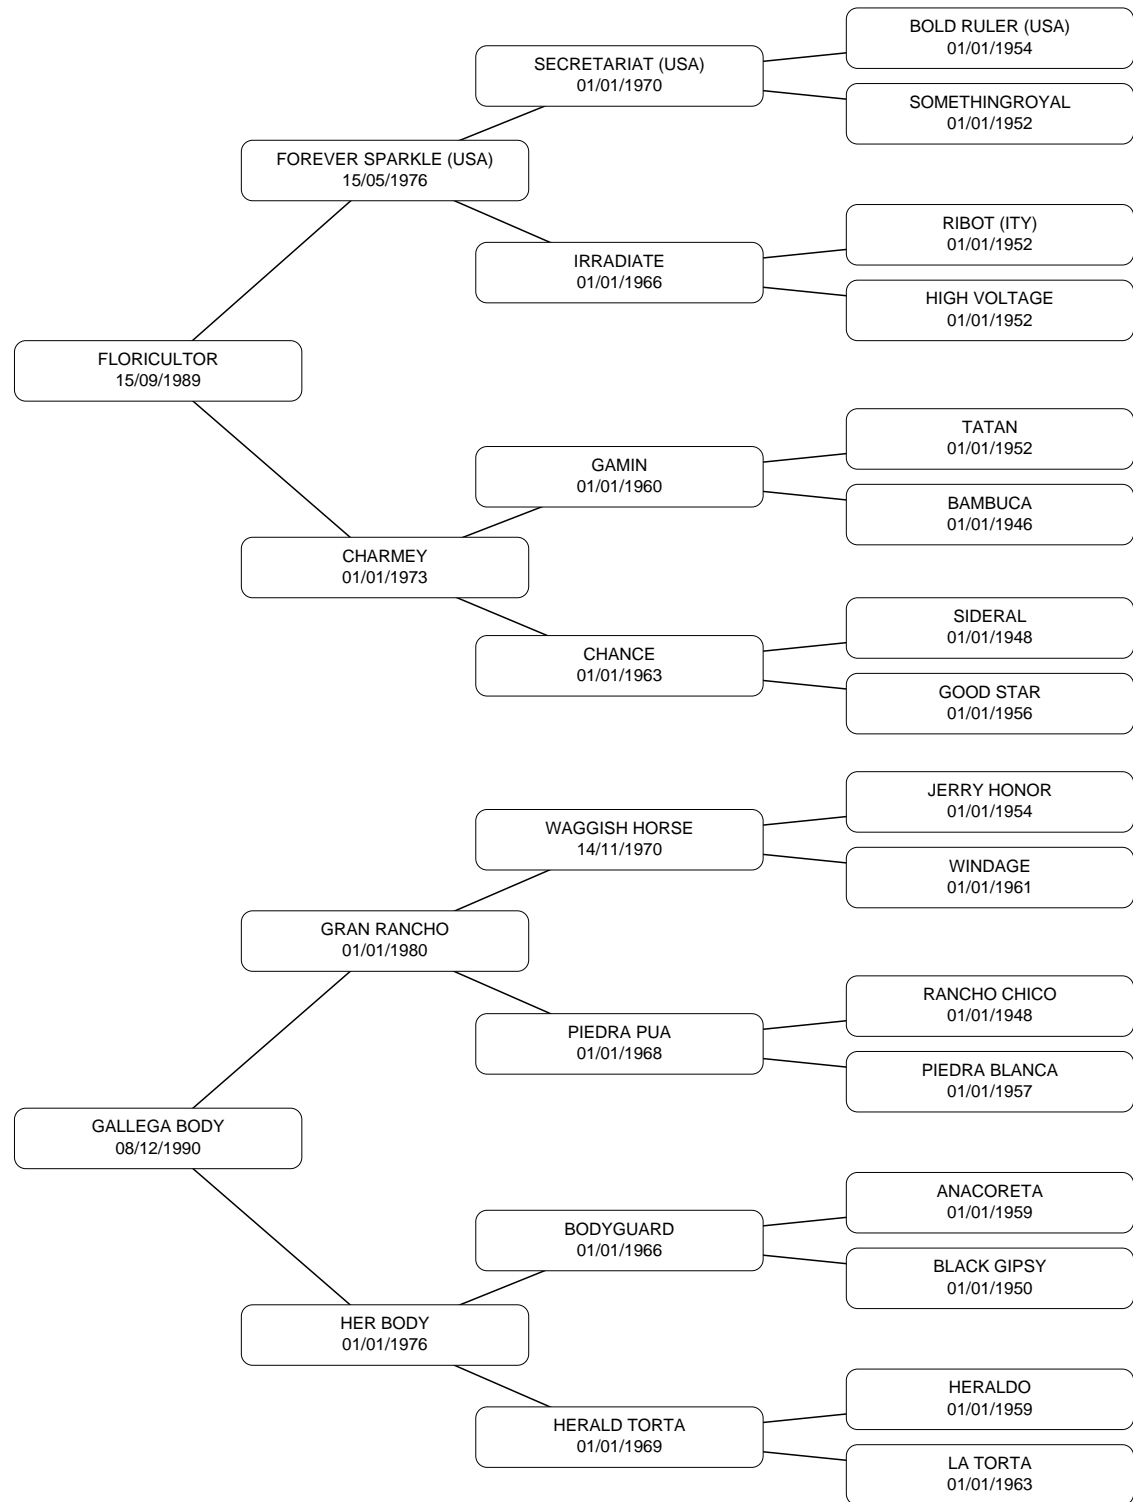 BOLD RULER (USA)
01/01/1954
SECRETARIAT (USA)
01/01/1970
SOMETHINGROYAL
01/01/1952
FOREVER SPARKLE (USA)
15/05/1976
RIBOT (ITY)
01/01/1952
IRRADIATE
01/01/1966
HIGH VOLTAGE
01/01/1952
FLORICULTOR
15/09/1989
TATAN
01/01/1952
GAMIN
01/01/1960
BAMBUCA
01/01/1946
CHARMEY
01/01/1973
SIDERAL
01/01/1948
CHANCE
01/01/1963
GOOD STAR
01/01/1956
JERRY HONOR
01/01/1954
WAGGISH HORSE
14/11/1970
WINDAGE
01/01/1961
GRAN RANCHO
01/01/1980
RANCHO CHICO
01/01/1948
PIEDRA PUA
01/01/1968
PIEDRA BLANCA
01/01/1957
GALLEGA BODY
08/12/1990
ANACORETA
01/01/1959
BODYGUARD
01/01/1966
BLACK GIPSY
01/01/1950
HER BODY
01/01/1976
HERALDO
01/01/1959
HERALD TORTA
01/01/1969
LA TORTA
01/01/1963